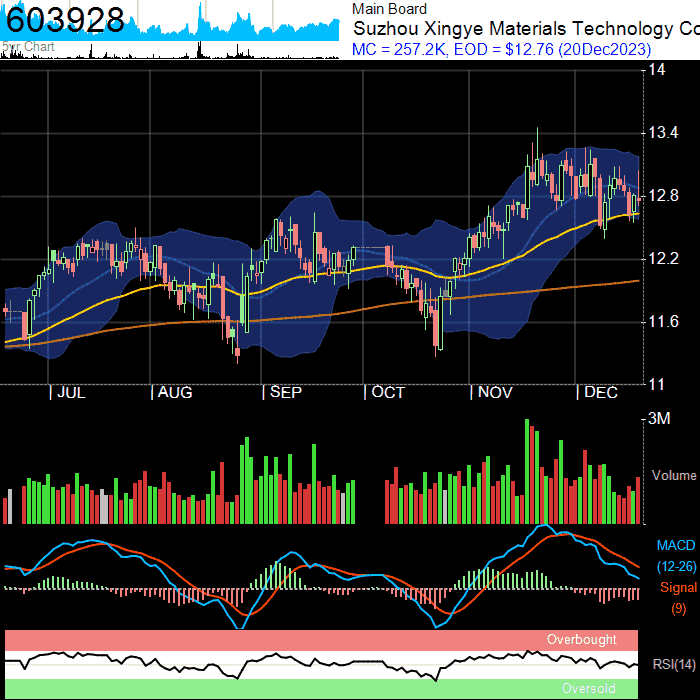 603928
5yr Chart
Main Board
Suzhou Xingye Materials Technology Co
MC = 257.2K, EOD = $12.76 (20Dec2023)
14
13.4
12.8
12.2
11.6
11
JUL AUG SEP OCT NOV DEC
3M
Volume
MACD
(12-26)
Signal
(9)
Overbought
RSI(14)
Oversold